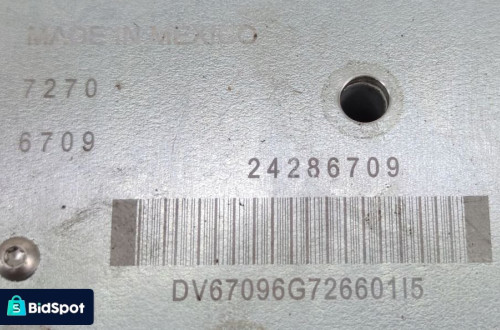 MADE IN MEXICO
7270
6709
24286709
DV67096G726601I5
BidSpot